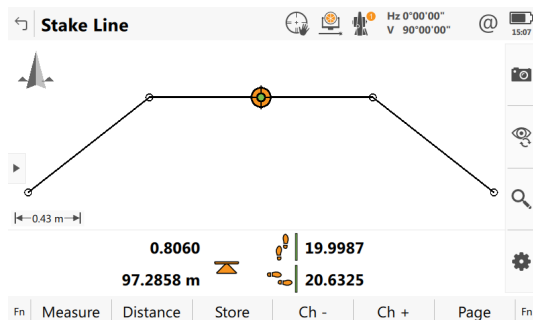 Stake Line
Hz 0°00'00"
V 90°00'00"
@
15:07
0.43 m
0.8060
19.9987
97.2858 m
20.6325
Fn Measure Distance Store Ch - Ch + Page Fn